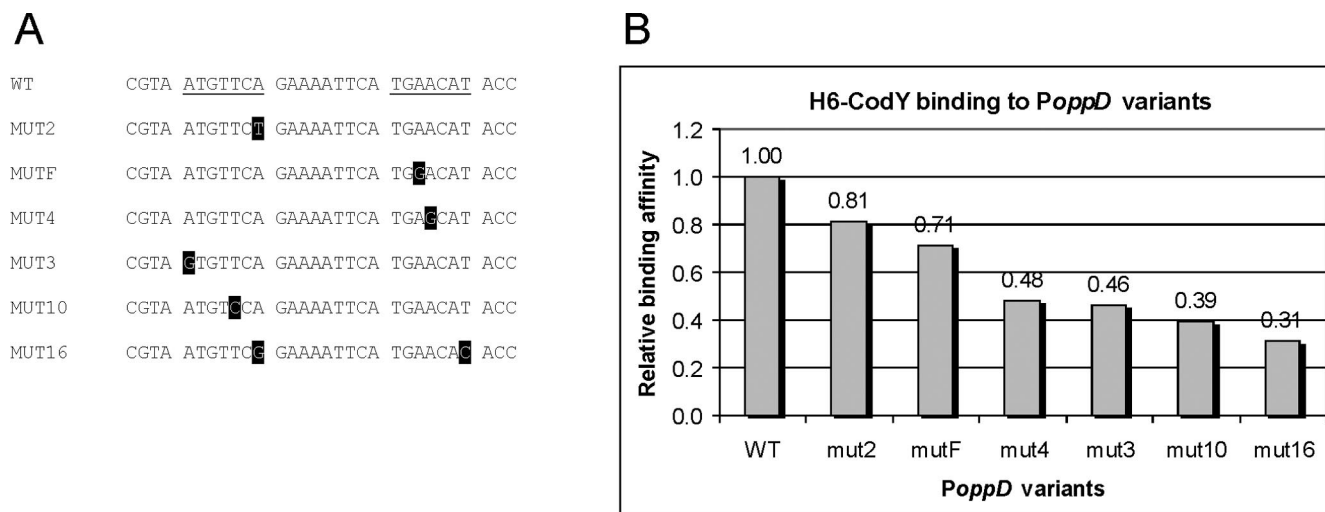 A
WT CGTA ATGTTCA GAAAATTCA TGAACAT ACC
MUT2 CGTA ATGTTCT GAAAATTCA TGAACAT ACC
MUTF CGTA ATGTTCA GAAAATTCA TGGACAT ACC
MUT4 CGTA ATGTTCA GAAAATTCA TGAGCAT ACC
MUT3 CGTA GTGTTCA GAAAATTCA TGAACAT ACC
MUT10 CGTA ATGTCCA GAAAATTCA TGAACAT ACC
MUT16 CGTA ATGTTCG GAAAATTCA TGAACAC ACC
B
H6-CodY binding to PoppD variants
Relative binding affinity
1.2
1.0
0.8
0.6
0.4
0.2
0.0
1.00
0.81
0.71
0.48
0.46
0.39
0.31
WT mut2 mutF mut4 mut3 mut10 mut16
PoppD variants